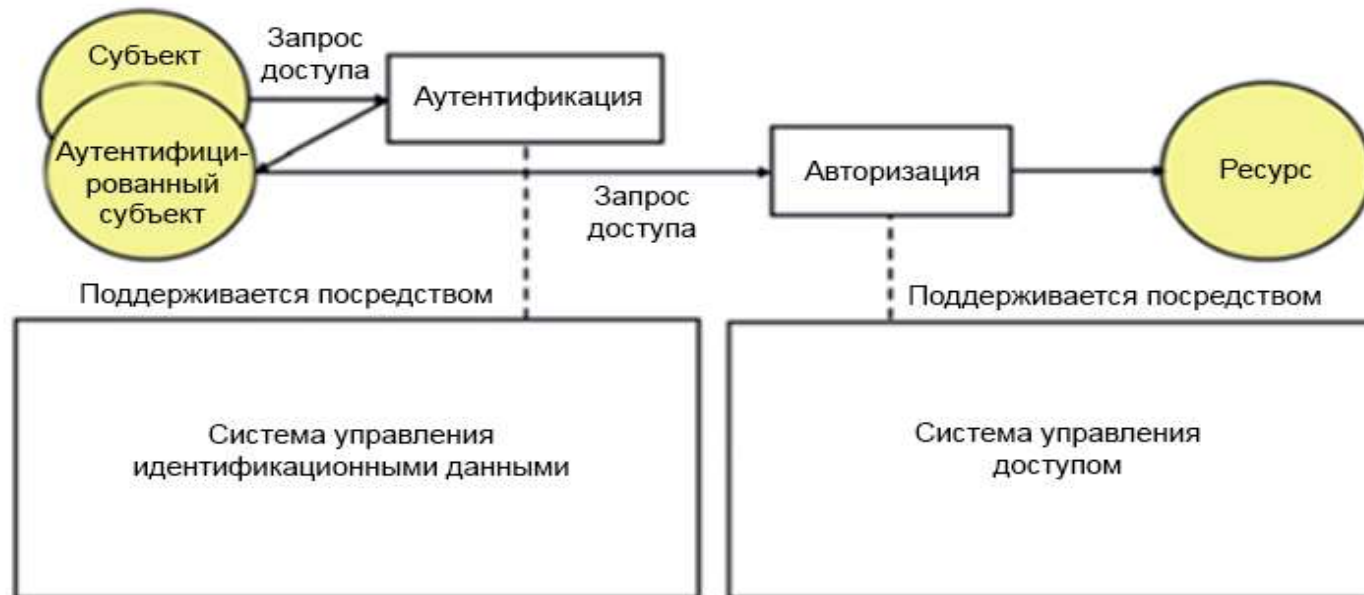 Субъект
Запрос
доступа
Аутентификация
Аутентифици-
рованный
субъект
Запрос
доступа
Авторизация
Ресурс
Поддерживается посредством
Поддерживается посредством
Система управления
идентификационными данными
Система управления
доступом